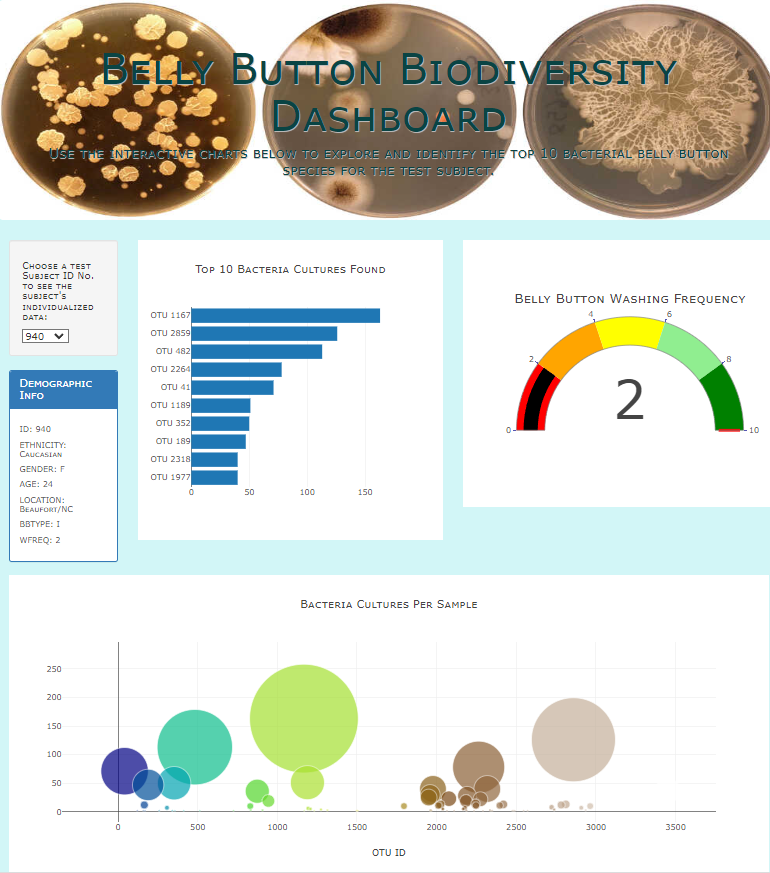 Belly Button Biodiversity
Dashboard
Use the interactive charts below to explore and identify the top 10 bacterial belly button
species for the test subject.
Choose a test
Subject ID No.
to see the
subject's
individualized
data:
940
Demographic
Info
ID: 940
ETHNICITY:
Caucasian
GENDER: F
AGE: 24
LOCATION:
Beaufort/NC
BBTYPE: I
WFREQ: 2
Top 10 Bacteria Cultures Found
OTU 1167
OTU 2859
OTU 482
OTU 2264
OTU 41
OTU 1189
OTU 352
OTU 189
OTU 2318
OTU 1977
0 50 100 150
Belly Button Washing Frequency
4 6
2 8
2
0 10
Bacteria Cultures Per Sample
250
200
150
100
50
0
0 500 1000 1500 2000 2500 3000 3500
OTU ID